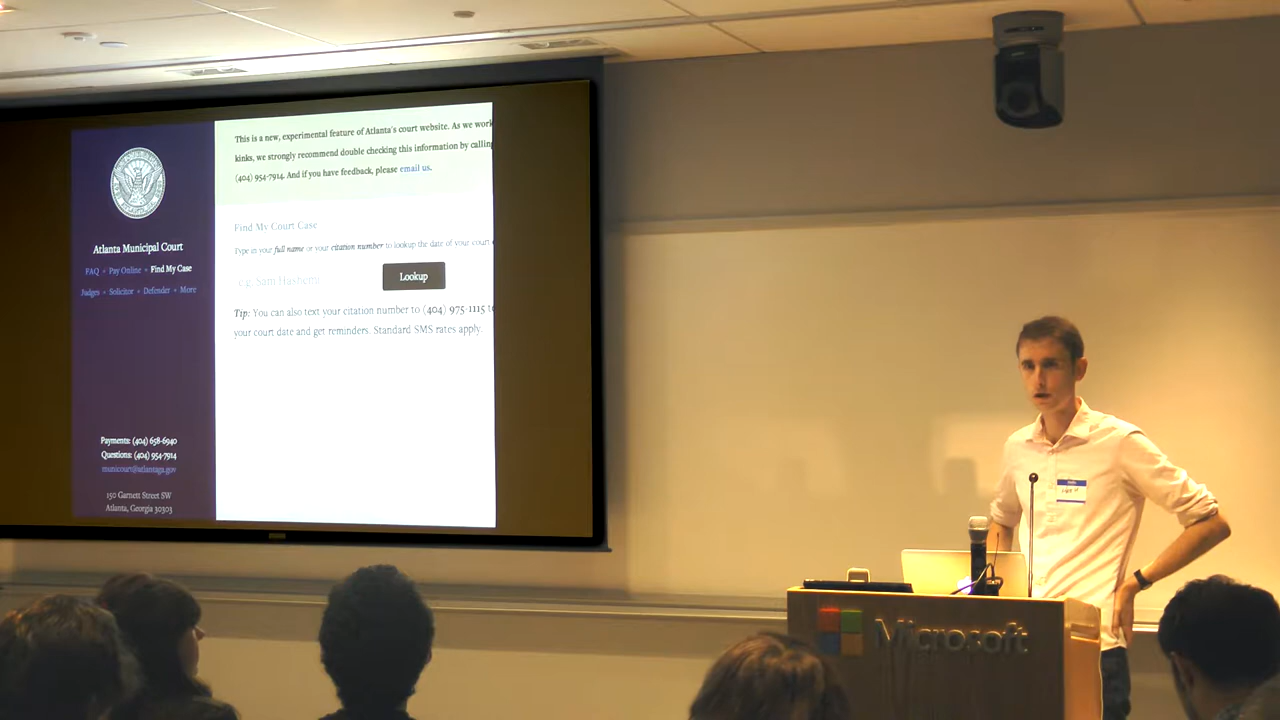 This is a new, experimental feature of Atlanta's court website. As we work
kinks, we strongly recommend double checking this information by calling
(404) 954-7914. And if you have feedback, please email us.
Atlanta Municipal Court
FAQ • Pay Online • Find My Case
Judges • Solicitor • Defender • More
Find My Court Case
Type in your full name or your citation number to lookup the date of your court
e.g. Sam Hashemi
Lookup
Tip: You can also text your citation number to (404) 975-1115 to
your court date and get reminders. Standard SMS rates apply.
Payments: (404) 658-6940
Questions: (404) 954-7914
municourt@atlantaga.gov
150 Garnett Street SW
Atlanta, Georgia 30303
Microsoft